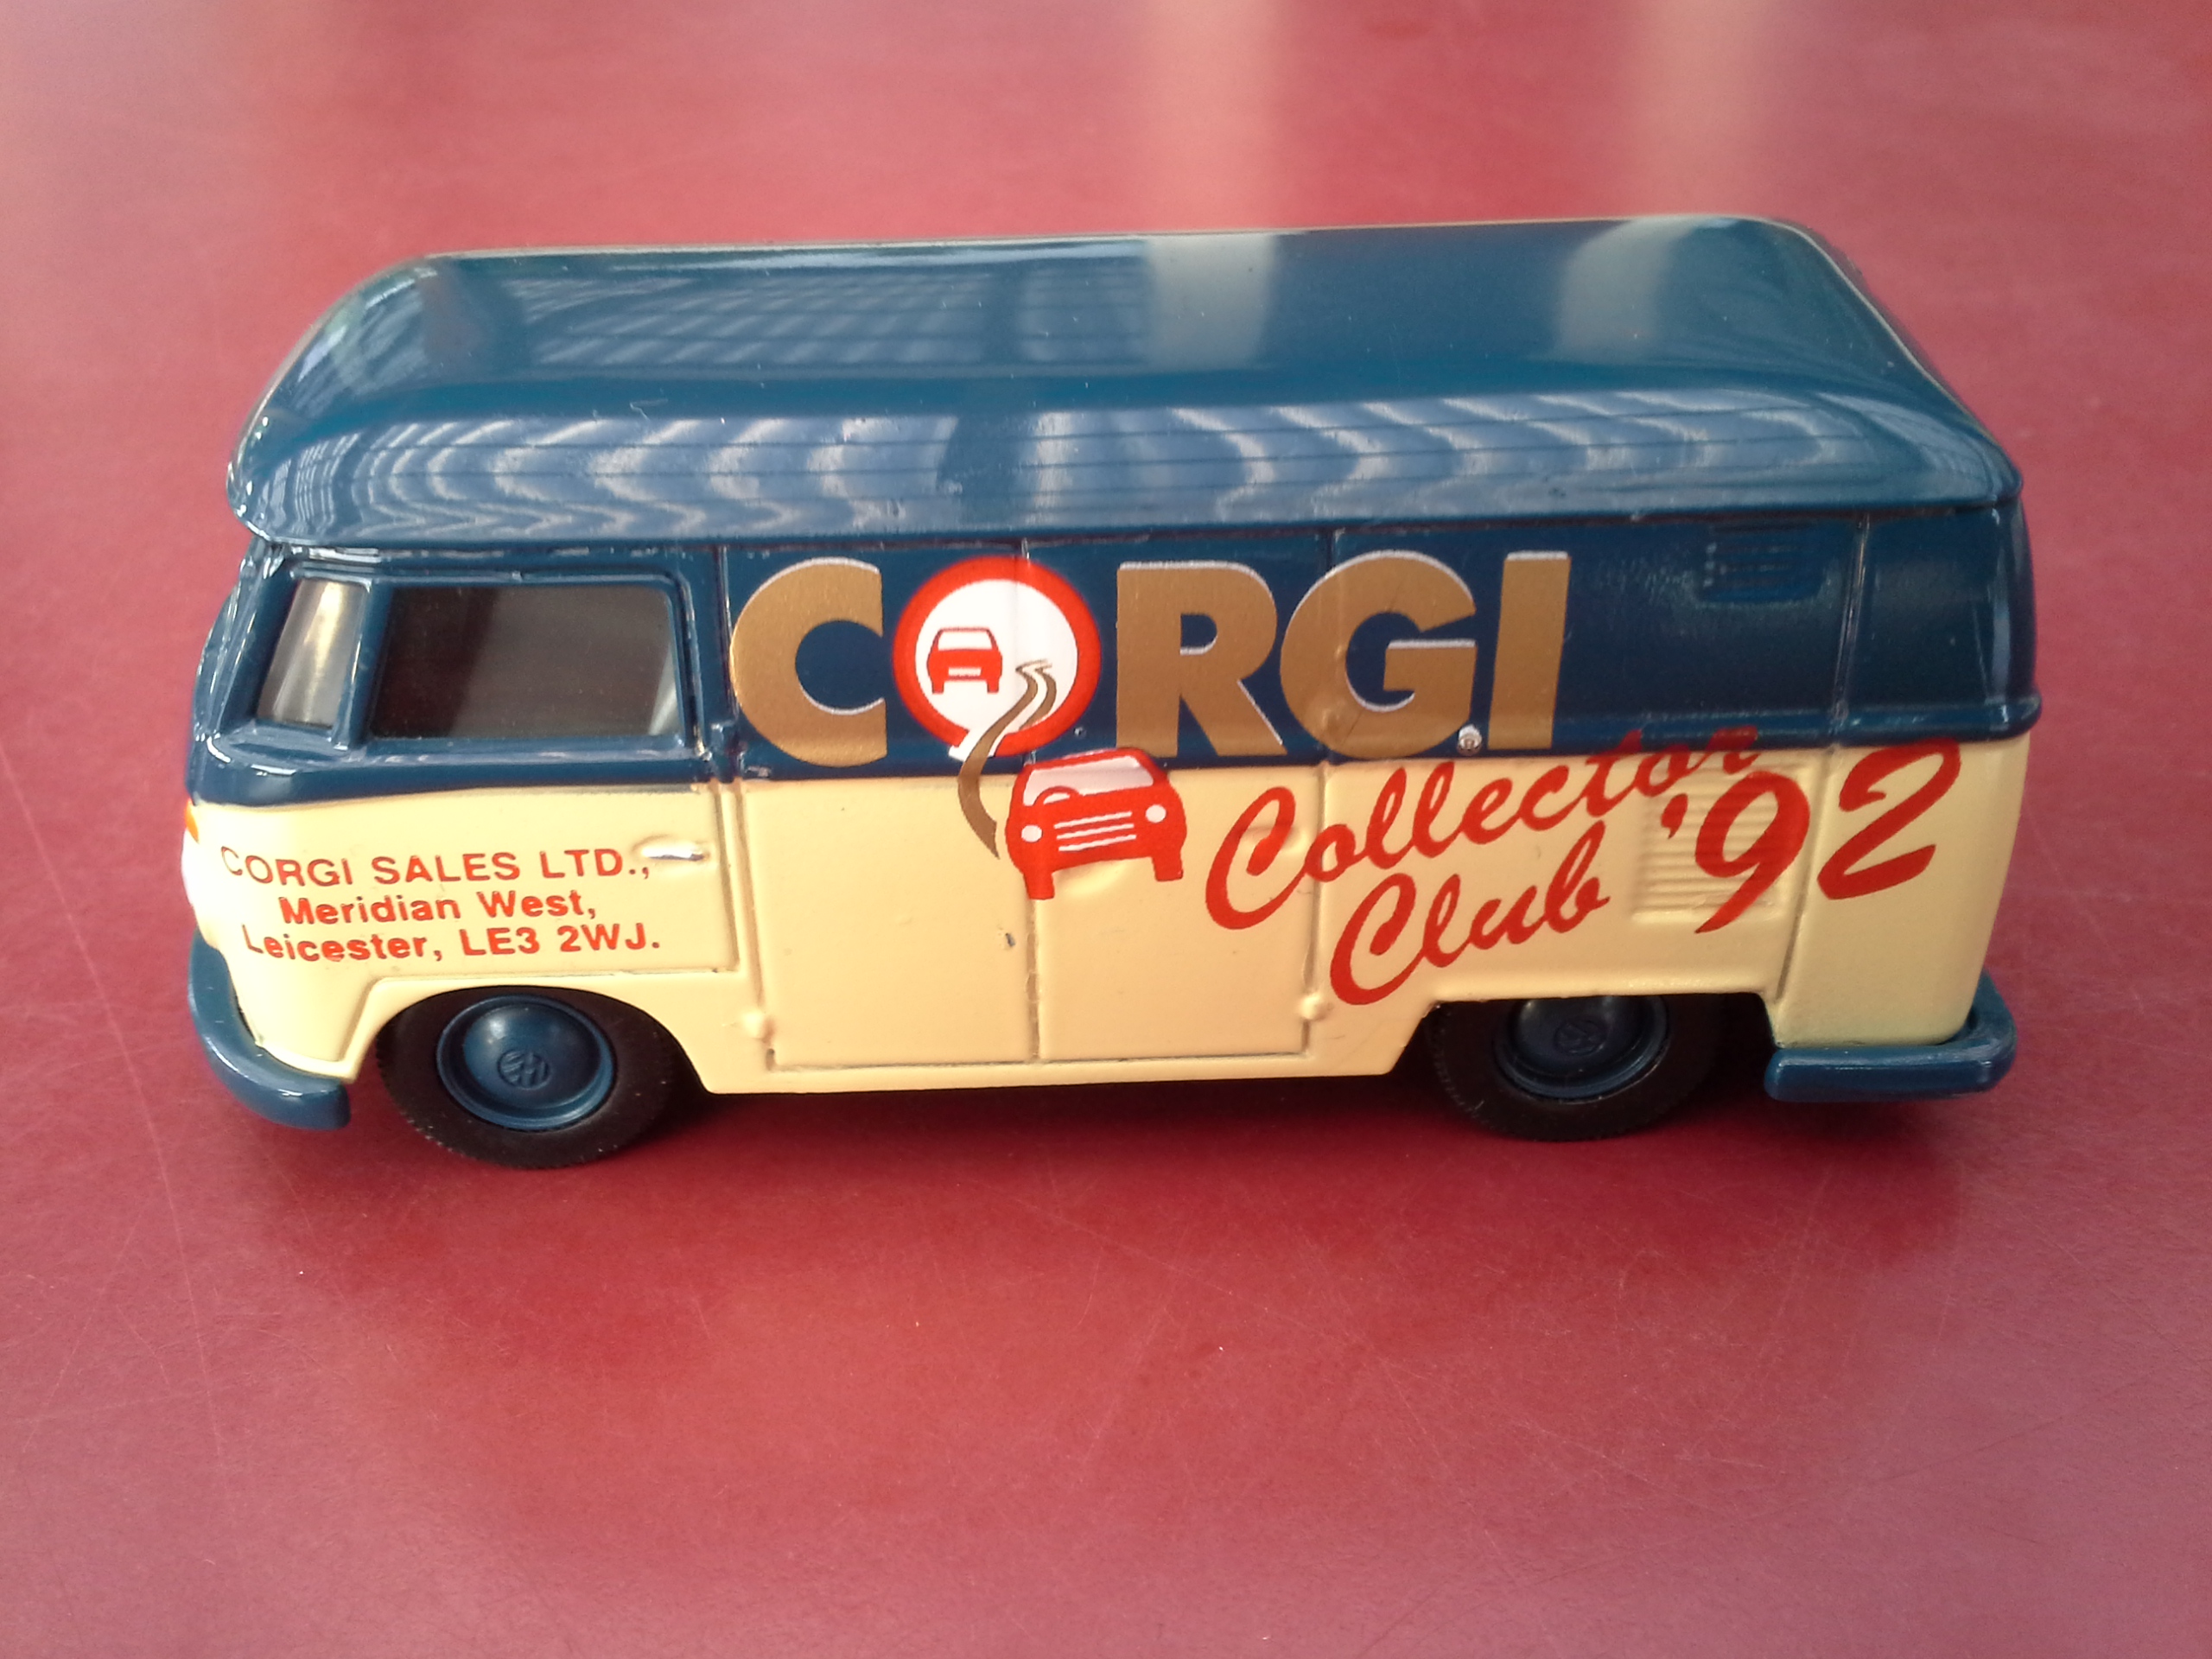 CORGI
Collector
Club '92
CORGI SALES LTD.,
Meridian West,
Leicester, LE3 2WJ.